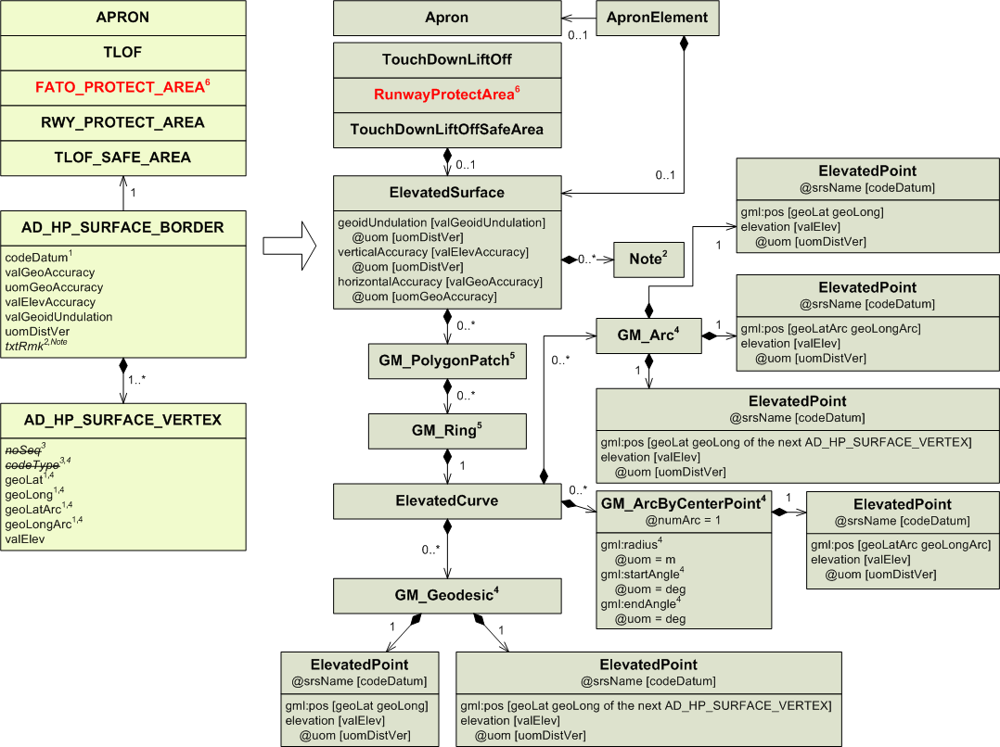 APRON
TLOF
FATO_PROTECT_AREA6
RWY_PROTECT_AREA
TLOF_SAFE_AREA
1
AD_HP_SURFACE_BORDER
codeDatum1
valGeoAccuracy
uomGeoAccuracy
valElevAccuracy
valGeoidUndulation
uomDistVer
txtRmk2,Note
1..*
AD_HP_SURFACE_VERTEX
noSeq3
codeType3,4
geoLat1,4
geoLong1,4
geoLatArc1,4
geoLongArc1,4
valElev
Apron
0..1
ApronElement
TouchDownLiftOff
RunwayProtectArea6
TouchDownLiftOffSafeArea
0..1
0..1
ElevatedSurface
geoidUndulation [valGeoidUndulation]
@uom [uomDistVer]
verticalAccuracy [valElevAccuracy]
@uom [uomDistVer]
horizontalAccuracy [valGeoAccuracy]
@uom [uomGeoAccuracy]
0..*
Note2
0..*
GM_PolygonPatch5
0..*
GM_Ring5
1
ElevatedCurve
0..*
GM_Arc4
1
ElevatedPoint
@srsName [codeDatum]
gml:pos [geoLat geoLong]
elevation [valElev]
@uom [uomDistVer]
1
ElevatedPoint
@srsName [codeDatum]
gml:pos [geoLatArc geoLongArc]
elevation [valElev]
@uom [uomDistVer]
1
ElevatedPoint
@srsName [codeDatum]
gml:pos [geoLat geoLong of the next AD_HP_SURFACE_VERTEX]
elevation [valElev]
@uom [uomDistVer]
0..*
GM_ArcByCenterPoint4
@numArc = 1
gml:radius4
@uom = m
gml:startAngle4
@uom = deg
gml:endAngle4
@uom = deg
1
ElevatedPoint
@srsName [codeDatum]
gml:pos [geoLatArc geoLongArc]
elevation [valElev]
@uom [uomDistVer]
0..*
GM_Geodesic4
1
1
ElevatedPoint
@srsName [codeDatum]
gml:pos [geoLat geoLong]
elevation [valElev]
@uom [uomDistVer]
ElevatedPoint
@srsName [codeDatum]
gml:pos [geoLat geoLong of the next AD_HP_SURFACE_VERTEX]
elevation [valElev]
@uom [uomDistVer]